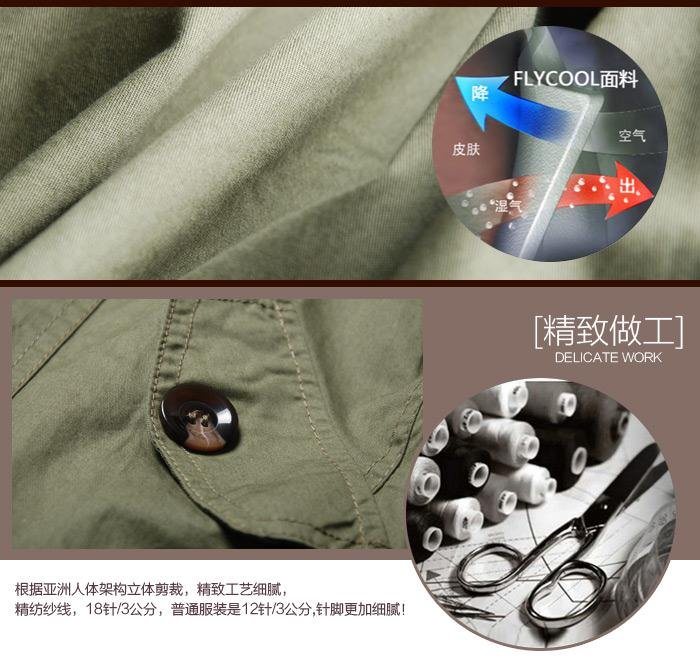 FLYCOOL面料
降
空气
皮肤
出
湿气
[精致做工]
DELICATE WORK
根据亚洲人体架构立体剪裁，精致工艺细腻，
精纺纱线，18针/3公分，普通服装是12针/3公分,针脚更加细腻！